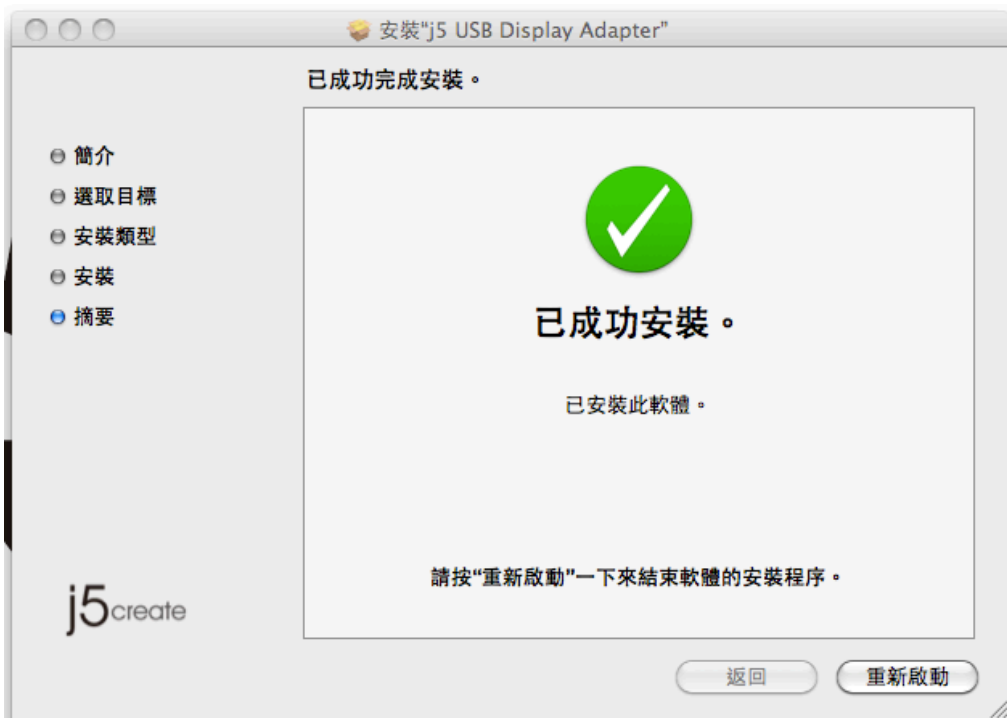 安裝“j5 USB Display Adapter”
已成功完成安裝。
簡介
選取目標
安裝類型
安裝
摘要
已成功安裝。
已安裝此軟體。
請按“重新啟動”一下來結束軟體的安裝程序。
j5create
返回
重新啟動